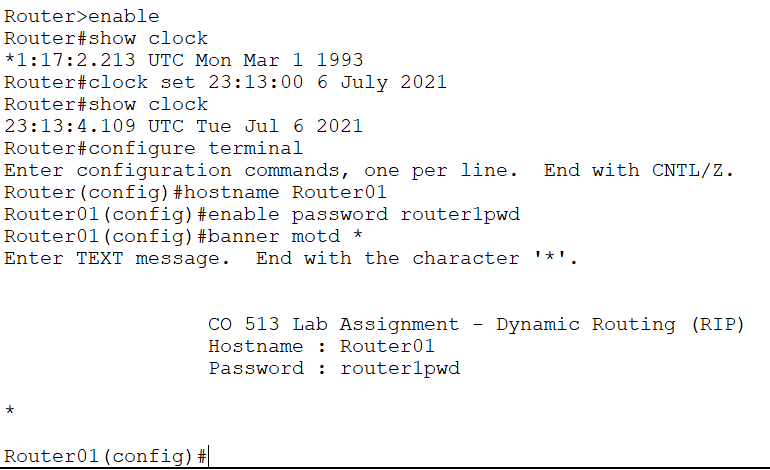 Router>enable
Router#show clock
*1:17:2.213 UTC Mon Mar 1 1993
Router#clock set 23:13:00 6 July 2021
Router#show clock
23:13:4.109 UTC Tue Jul 6 2021
Router#configure terminal
Enter configuration commands, one per line.  End with CNTL/Z.
Router(config)#hostname Router01
Router01(config)#enable password router1pwd
Router01(config)#banner motd *
Enter TEXT message.  End with the character '*'.
CO 513 Lab Assignment - Dynamic Routing (RIP)
Hostname : Router01
Password : router1pwd
*
Router01(config)#